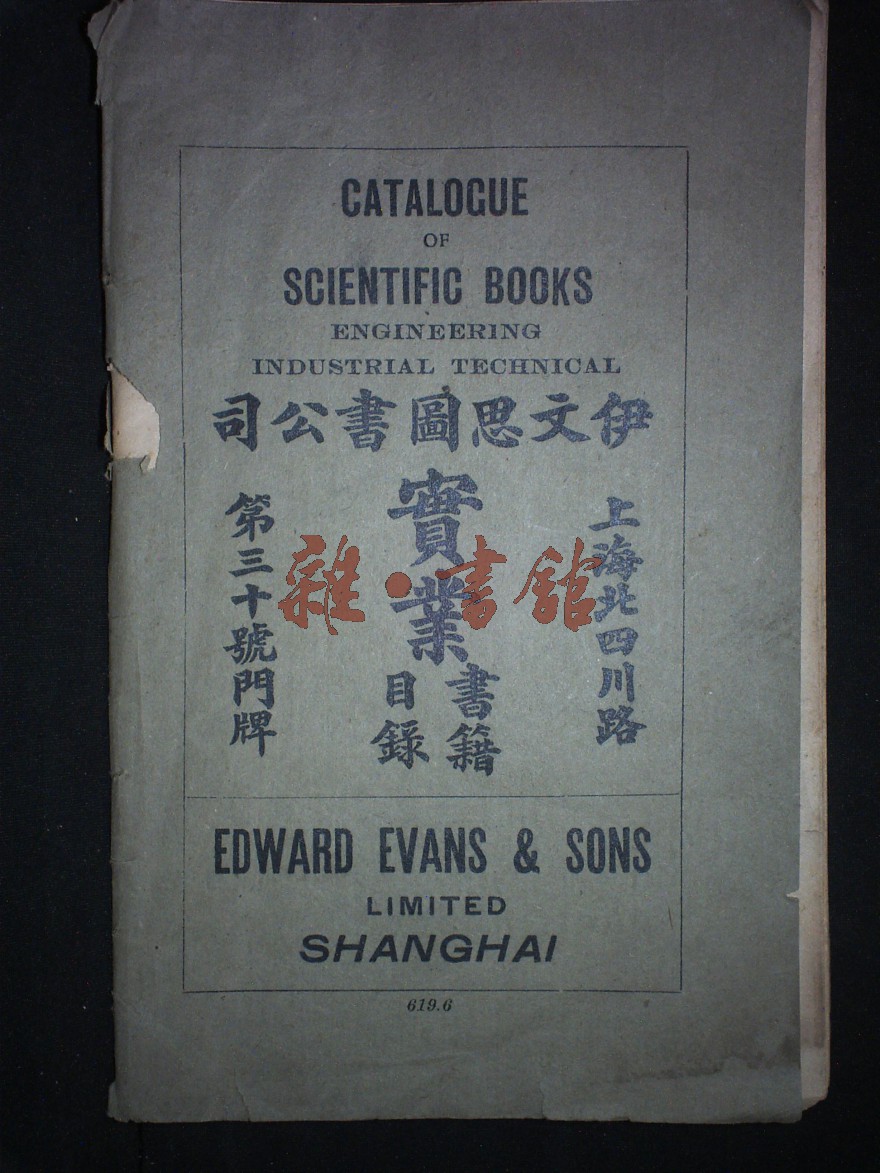 CATALOGUE
OF
SCIENTIFIC BOOKS
ENGINEERING
INDUSTRIAL TECHNICAL
伊文思圖書公司
上海北四川路
實業
書籍
目錄
第三十號門牌
雜·書館
EDWARD EVANS & SONS
LIMITED
SHANGHAI
619.6